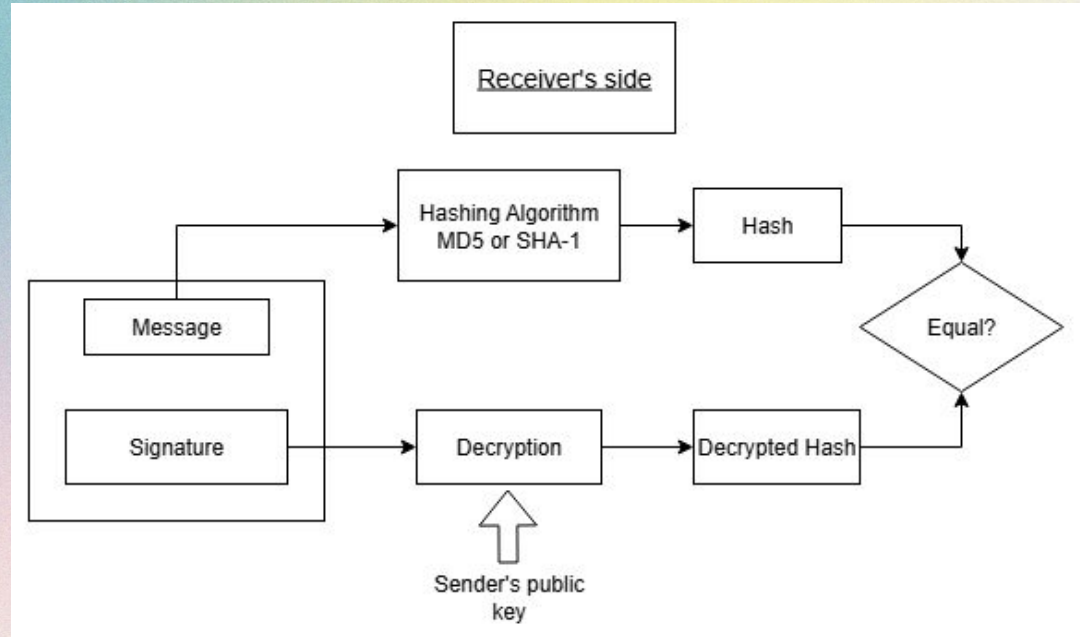 Receiver's side
Hashing Algorithm
MD5 or SHA-1
Hash
Message
Equal?
Signature
Decryption
Decrypted Hash
Sender's public
key